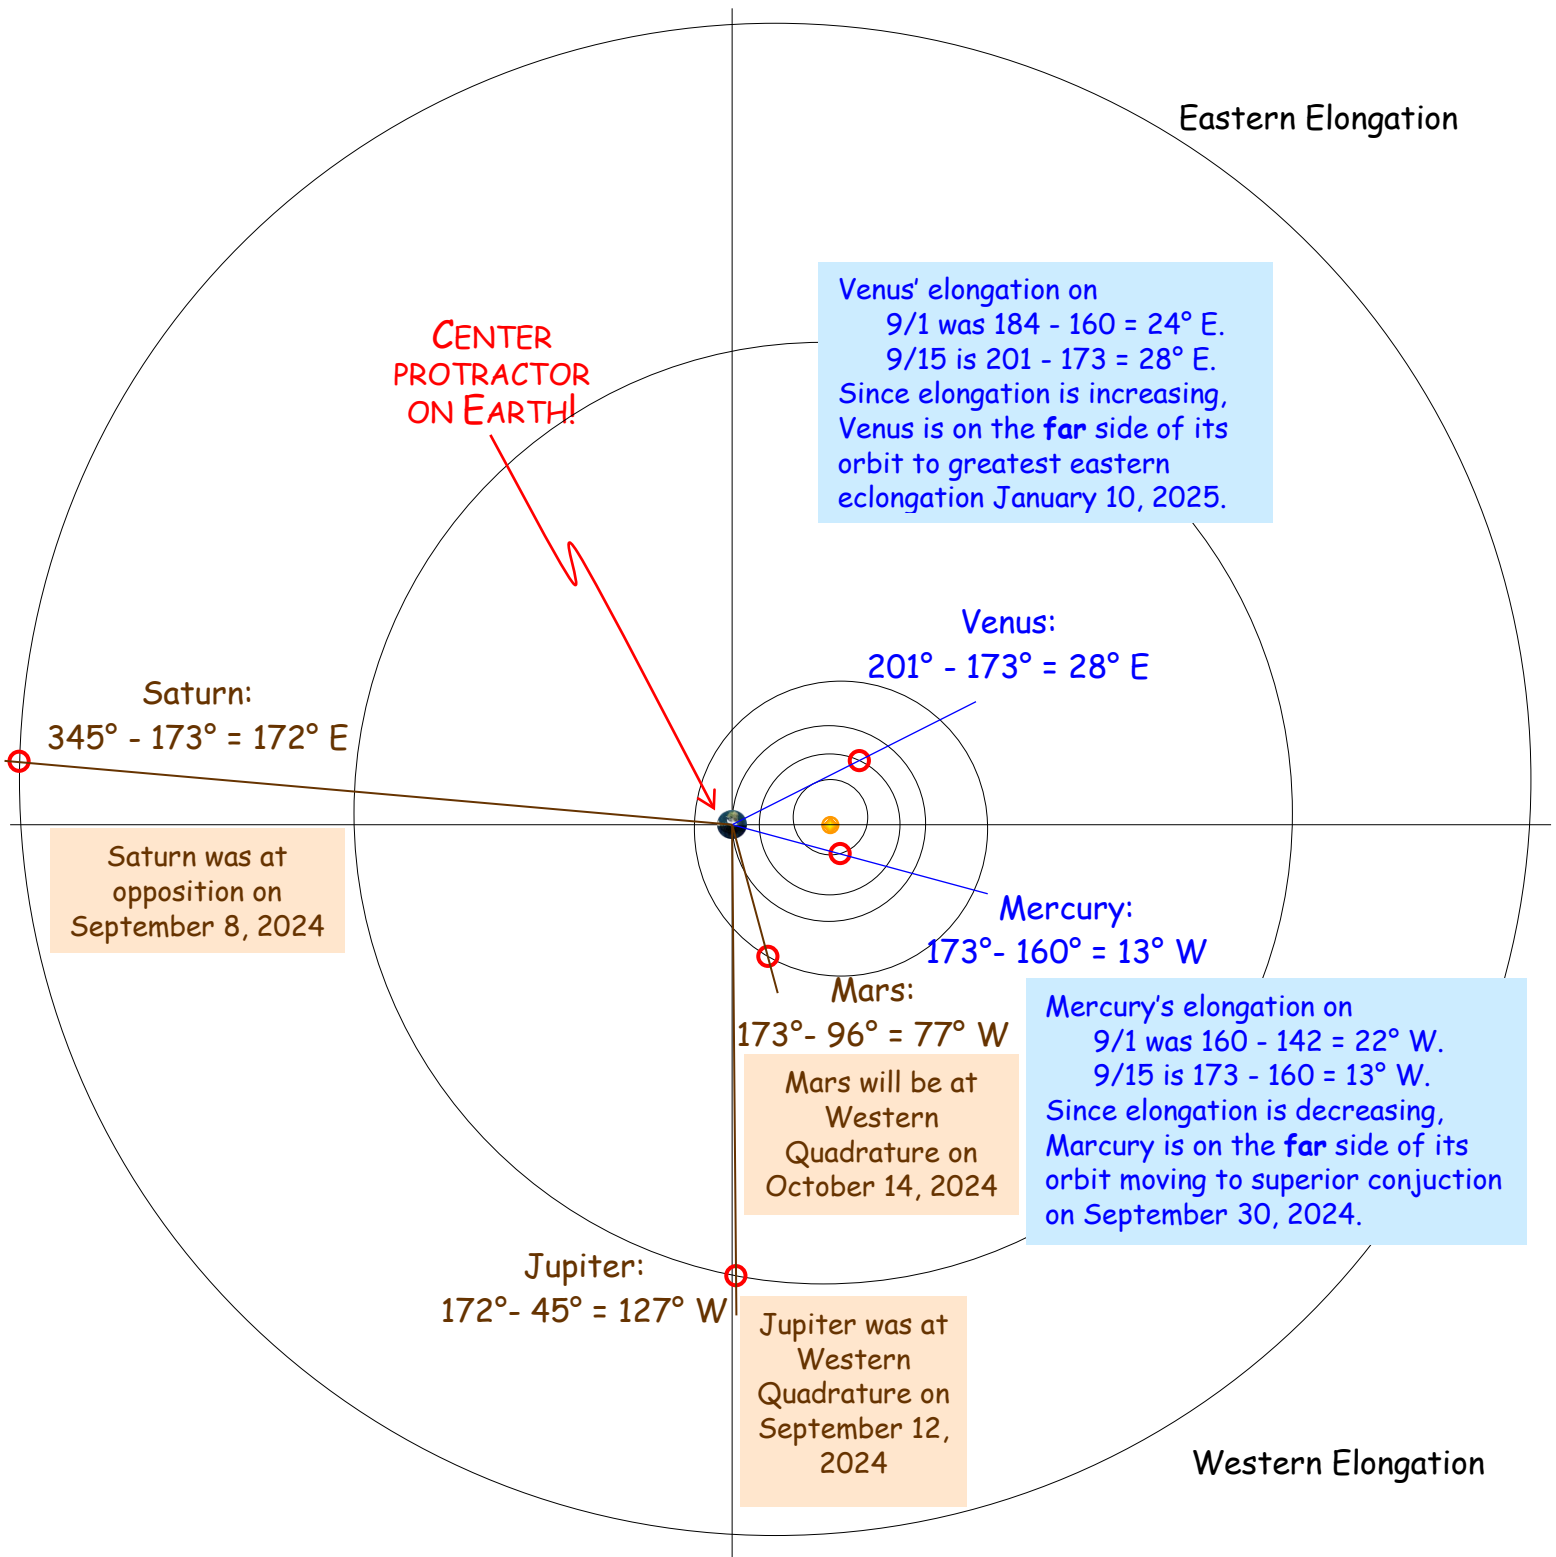 Eastern Elongation
Venus’ elongation on
9/1 was 184 - 160 = 24° E.
9/15 is 201 - 173 = 28° E.
Since elongation is increasing,
Venus is on the far side of its
orbit to greatest eastern
eclongation January 10, 2025.
CENTER
PROTRACTOR
ON EARTH!
Venus:
201° - 173° = 28° E
Saturn:
345° - 173° = 172° E
Saturn was at
opposition on
September 8, 2024
Mercury:
173°- 160° = 13° W
Mars:
173°- 96° = 77° W
Mars will be at
Western
Quadrature on
October 14, 2024
Mercury’s elongation on
9/1 was 160 - 142 = 22° W.
9/15 is 173 - 160 = 13° W.
Since elongation is decreasing,
Marcury is on the far side of its
orbit moving to superior conjuction
on September 30, 2024.
Jupiter:
172°- 45° = 127° W
Jupiter was at
Western
Quadrature on
September 12,
2024
Western Elongation